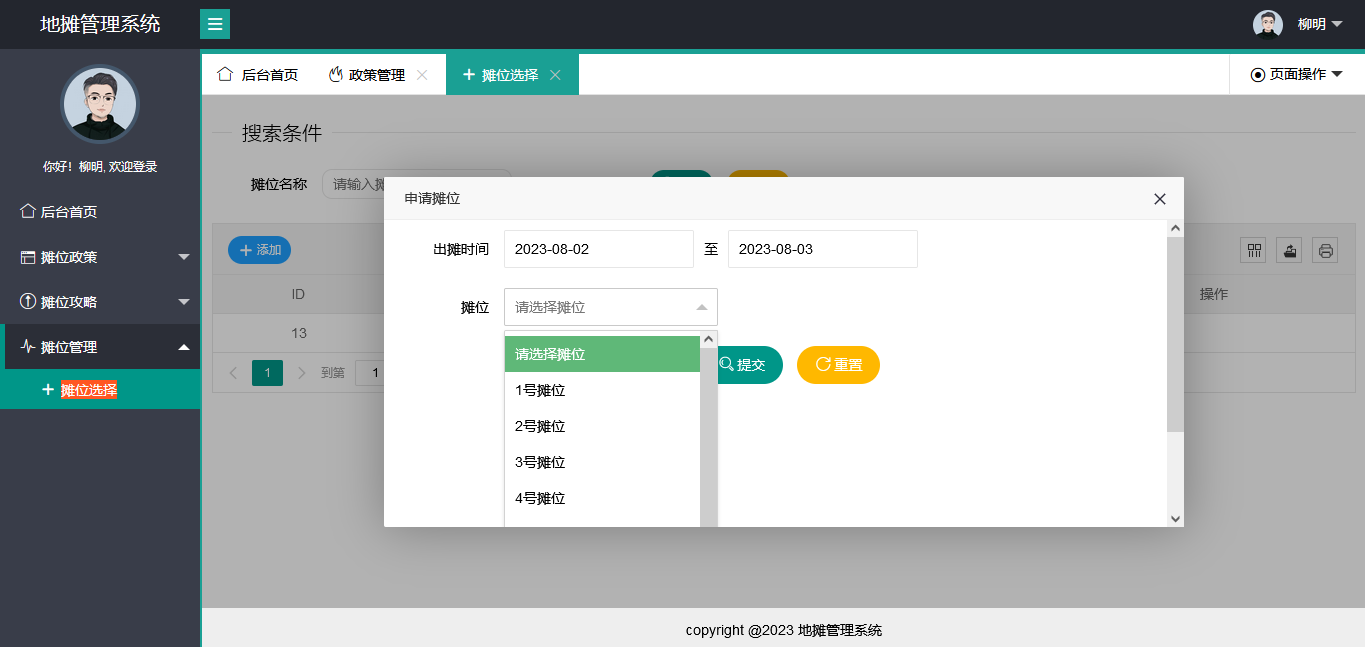 地摊管理系统
柳明
后台首页
政策管理
摊位选择
页面操作
你好！柳明, 欢迎登录
后台首页
摊位政策
摊位攻略
摊位管理
摊位选择
搜索条件
摊位名称
请输入摊
添加
ID
操作
13
1
到第
1
申请摊位
出摊时间
2023-08-02
至
2023-08-03
摊位
请选择摊位
请选择摊位
1号摊位
2号摊位
3号摊位
4号摊位
提交
重置
copyright @2023 地摊管理系统